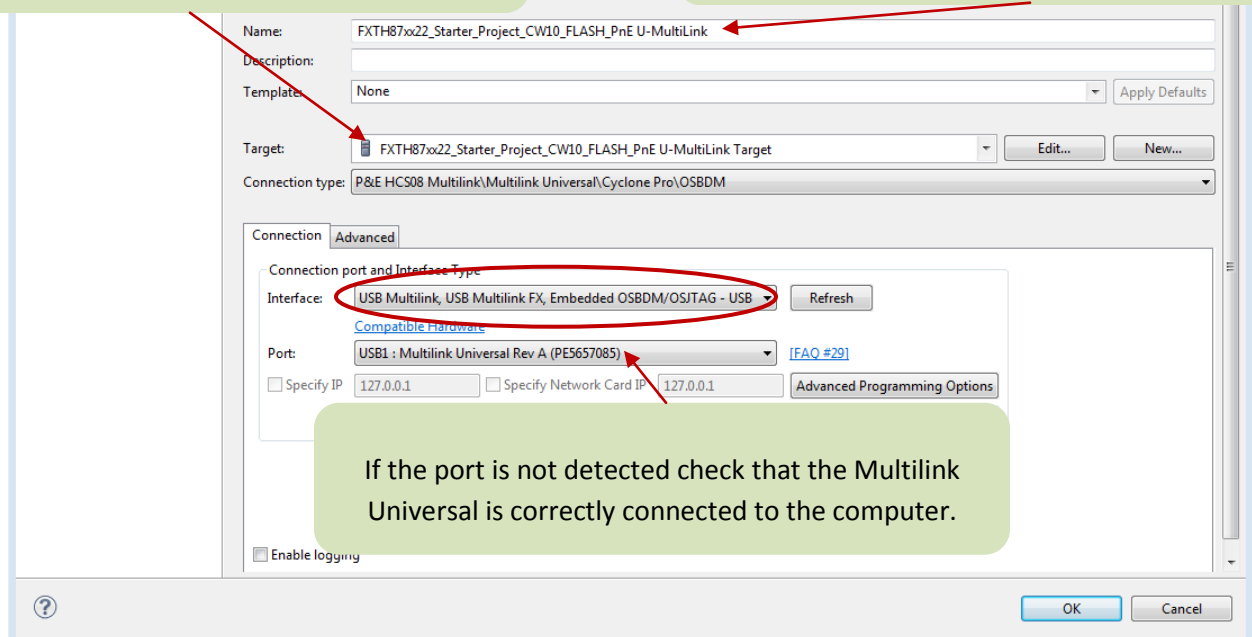 Name: FXTH87xx22_Starter_Project_CW10_FLASH_PnE U-MultiLink
Description:
Template: None Apply Defaults
Target: FXTH87xx22_Starter_Project_CW10_FLASH_PnE U-MultiLink Target Edit... New...
Connection type: P&E HCS08 Multilink\Multilink Universal\Cyclone Pro\OSBDM
Connection Advanced
Connection port and Interface Type
Interface: USB Multilink, USB Multilink FX, Embedded OSBDM/OSJTAG - USB Refresh
Compatible Hardware
Port: USB1 : Multilink Universal Rev A (PE5657085) [FAQ #29]
Specify IP 127.0.0.1 Specify Network Card IP 127.0.0.1 Advanced Programming Options
If the port is not detected check that the Multilink
Universal is correctly connected to the computer.
Enable logging
? OK Cancel